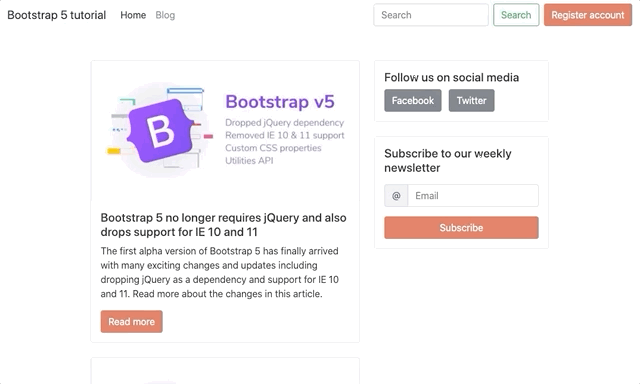 Bootstrap 5 tutorial Home Blog Search Search Register account
Bootstrap v5
Dropped jQuery dependency
Removed IE 10 & 11 support
Custom CSS properties
Utilities API
B
Bootstrap 5 no longer requires jQuery and also
drops support for IE 10 and 11
The first alpha version of Bootstrap 5 has finally arrived
with many exciting changes and updates including
dropping jQuery as a dependency and support for IE 10
and 11. Read more about the changes in this article.
Read more
Follow us on social media
Facebook Twitter
Subscribe to our weekly
newsletter
@ Email
Subscribe